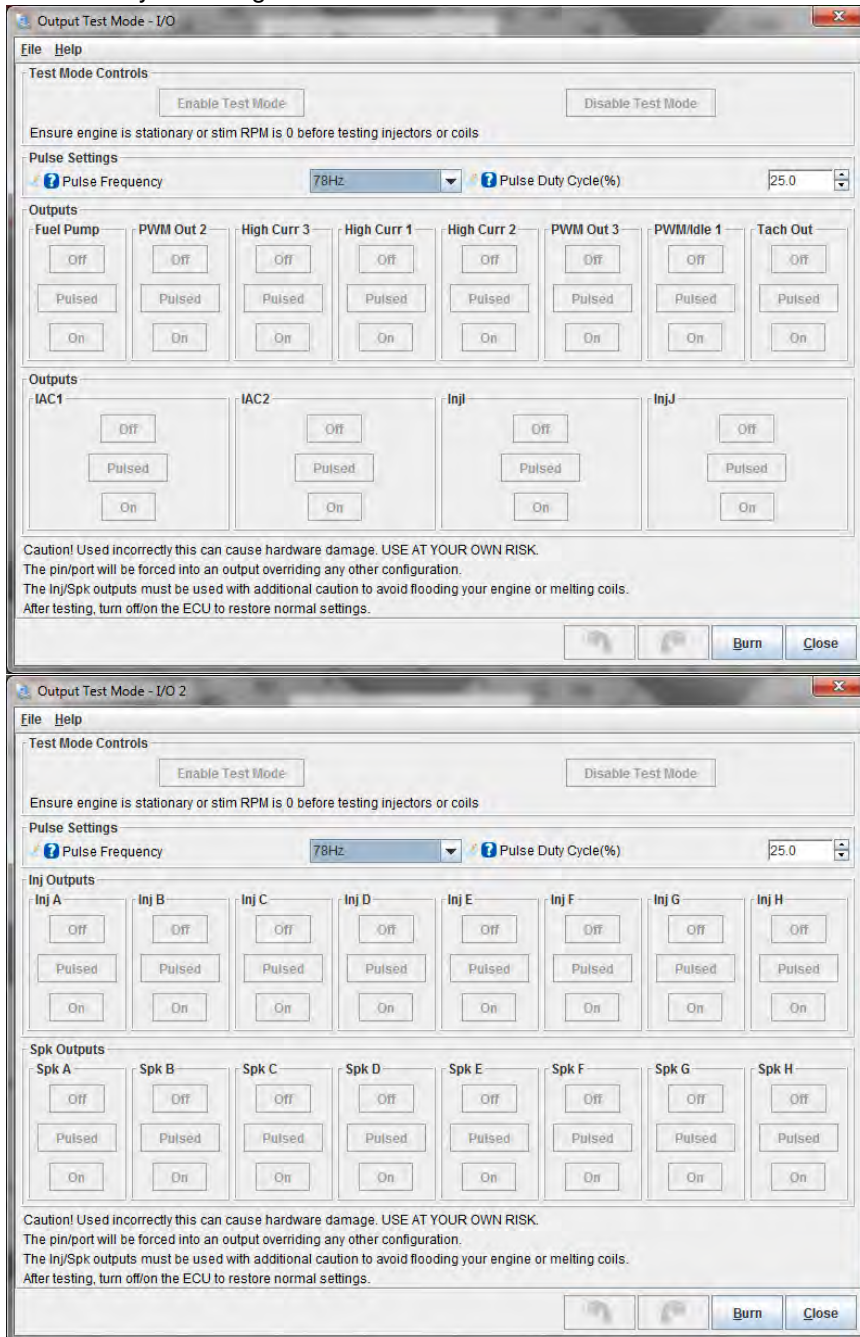 Output Test Mode - I/O
File Help
Test Mode Controls
Enable Test Mode Disable Test Mode
Ensure engine is stationary or stim RPM is 0 before testing injectors or coils
Pulse Settings
Pulse Frequency 78Hz Pulse Duty Cycle(%) 25.0
Outputs
Fuel Pump PWM Out 2 High Curr 3 High Curr 1 High Curr 2 PWM Out 3 PWM/Idle 1 Tach Out
Off Off Off Off Off Off Off Off
Pulsed Pulsed Pulsed Pulsed Pulsed Pulsed Pulsed Pulsed
On On On On On On On On
Outputs
IAC1 IAC2 InjI InjJ
Off Off Off Off
Pulsed Pulsed Pulsed Pulsed
On On On On
Caution! Used incorrectly this can cause hardware damage. USE AT YOUR OWN RISK.
The pin/port will be forced into an output overriding any other configuration.
The Inj/Spk outputs must be used with additional caution to avoid flooding your engine or melting coils.
After testing, turn off/on the ECU to restore normal settings.
Burn Close
Output Test Mode - I/O 2
File Help
Test Mode Controls
Enable Test Mode Disable Test Mode
Ensure engine is stationary or stim RPM is 0 before testing injectors or coils
Pulse Settings
Pulse Frequency 78Hz Pulse Duty Cycle(%) 25.0
Inj Outputs
Inj A Inj B Inj C Inj D Inj E Inj F Inj G Inj H
Off Off Off Off Off Off Off Off
Pulsed Pulsed Pulsed Pulsed Pulsed Pulsed Pulsed Pulsed
On On On On On On On On
Spk Outputs
Spk A Spk B Spk C Spk D Spk E Spk F Spk G Spk H
Off Off Off Off Off Off Off Off
Pulsed Pulsed Pulsed Pulsed Pulsed Pulsed Pulsed Pulsed
On On On On On On On On
Caution! Used incorrectly this can cause hardware damage. USE AT YOUR OWN RISK.
The pin/port will be forced into an output overriding any other configuration.
The Inj/Spk outputs must be used with additional caution to avoid flooding your engine or melting coils.
After testing, turn off/on the ECU to restore normal settings.
Burn Close